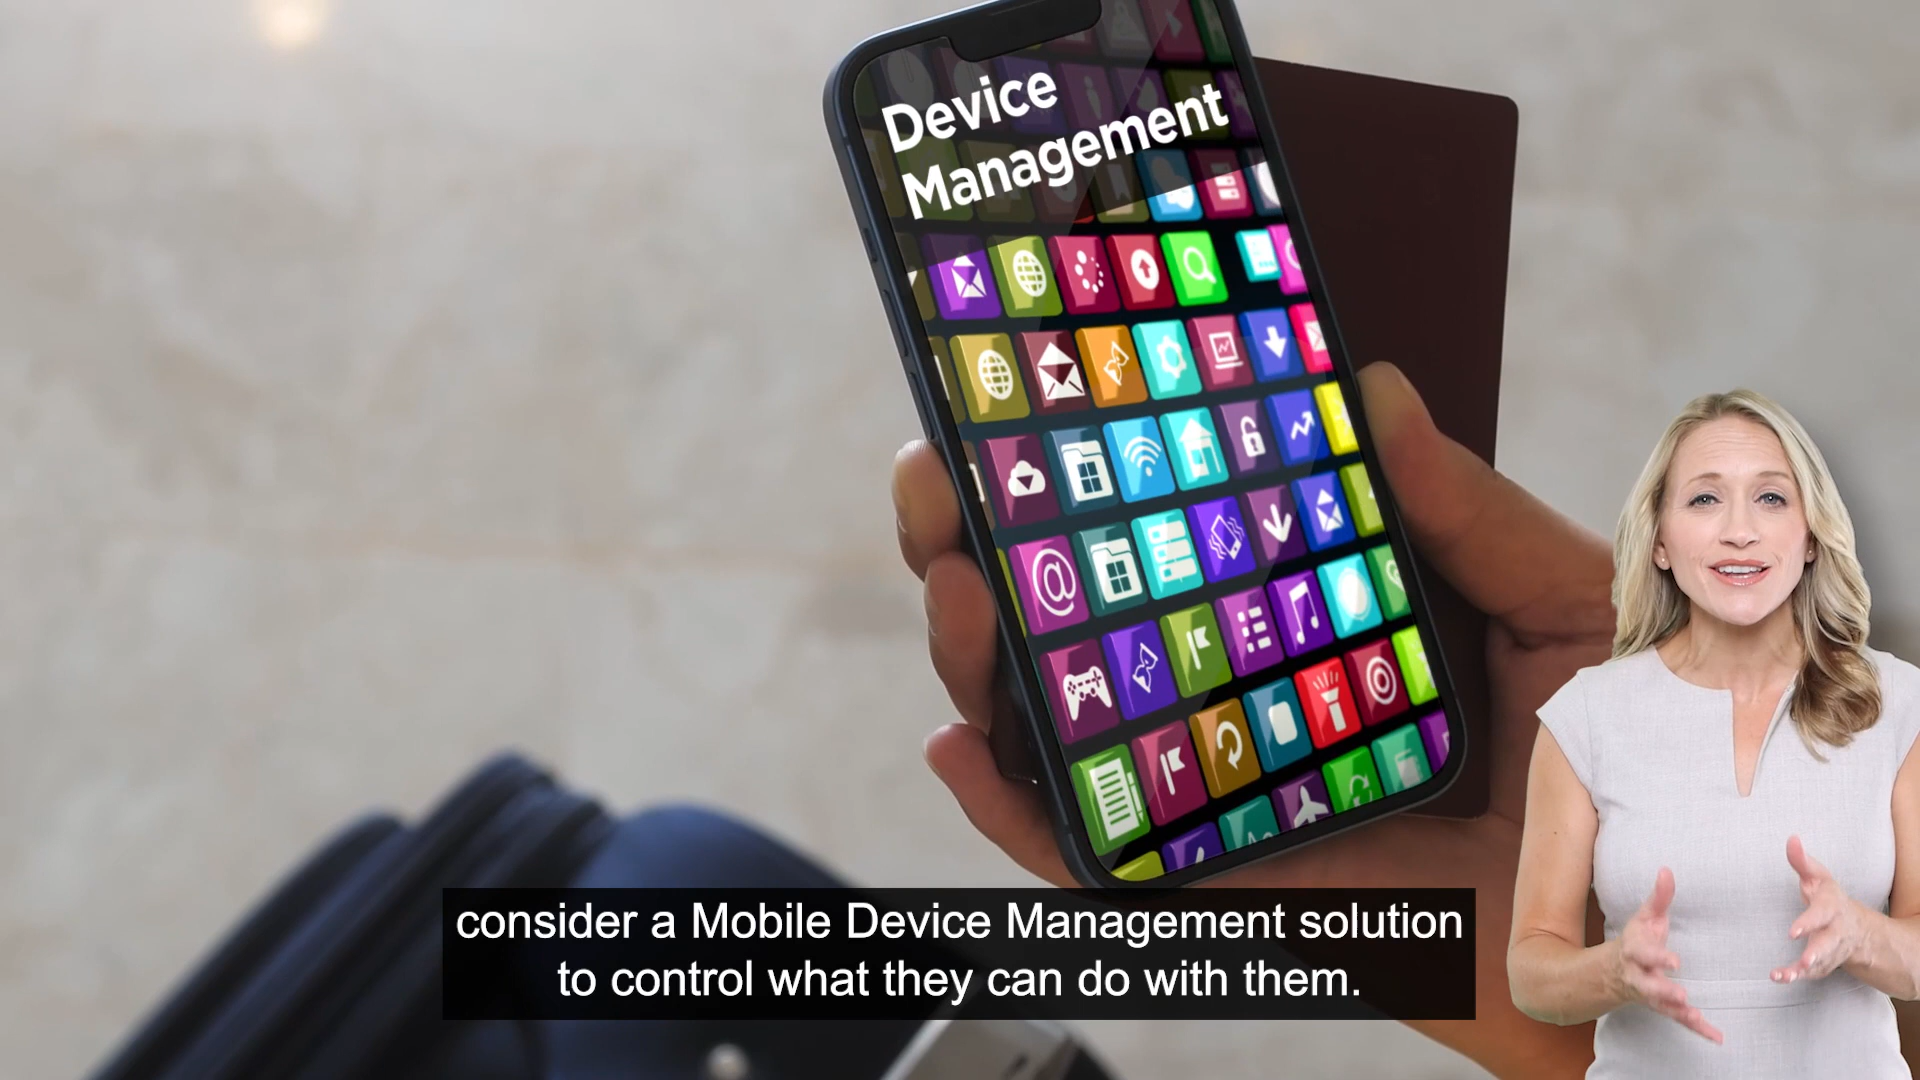 Device
Management
@
consider a Mobile Device Management solution
to control what they can do with them.